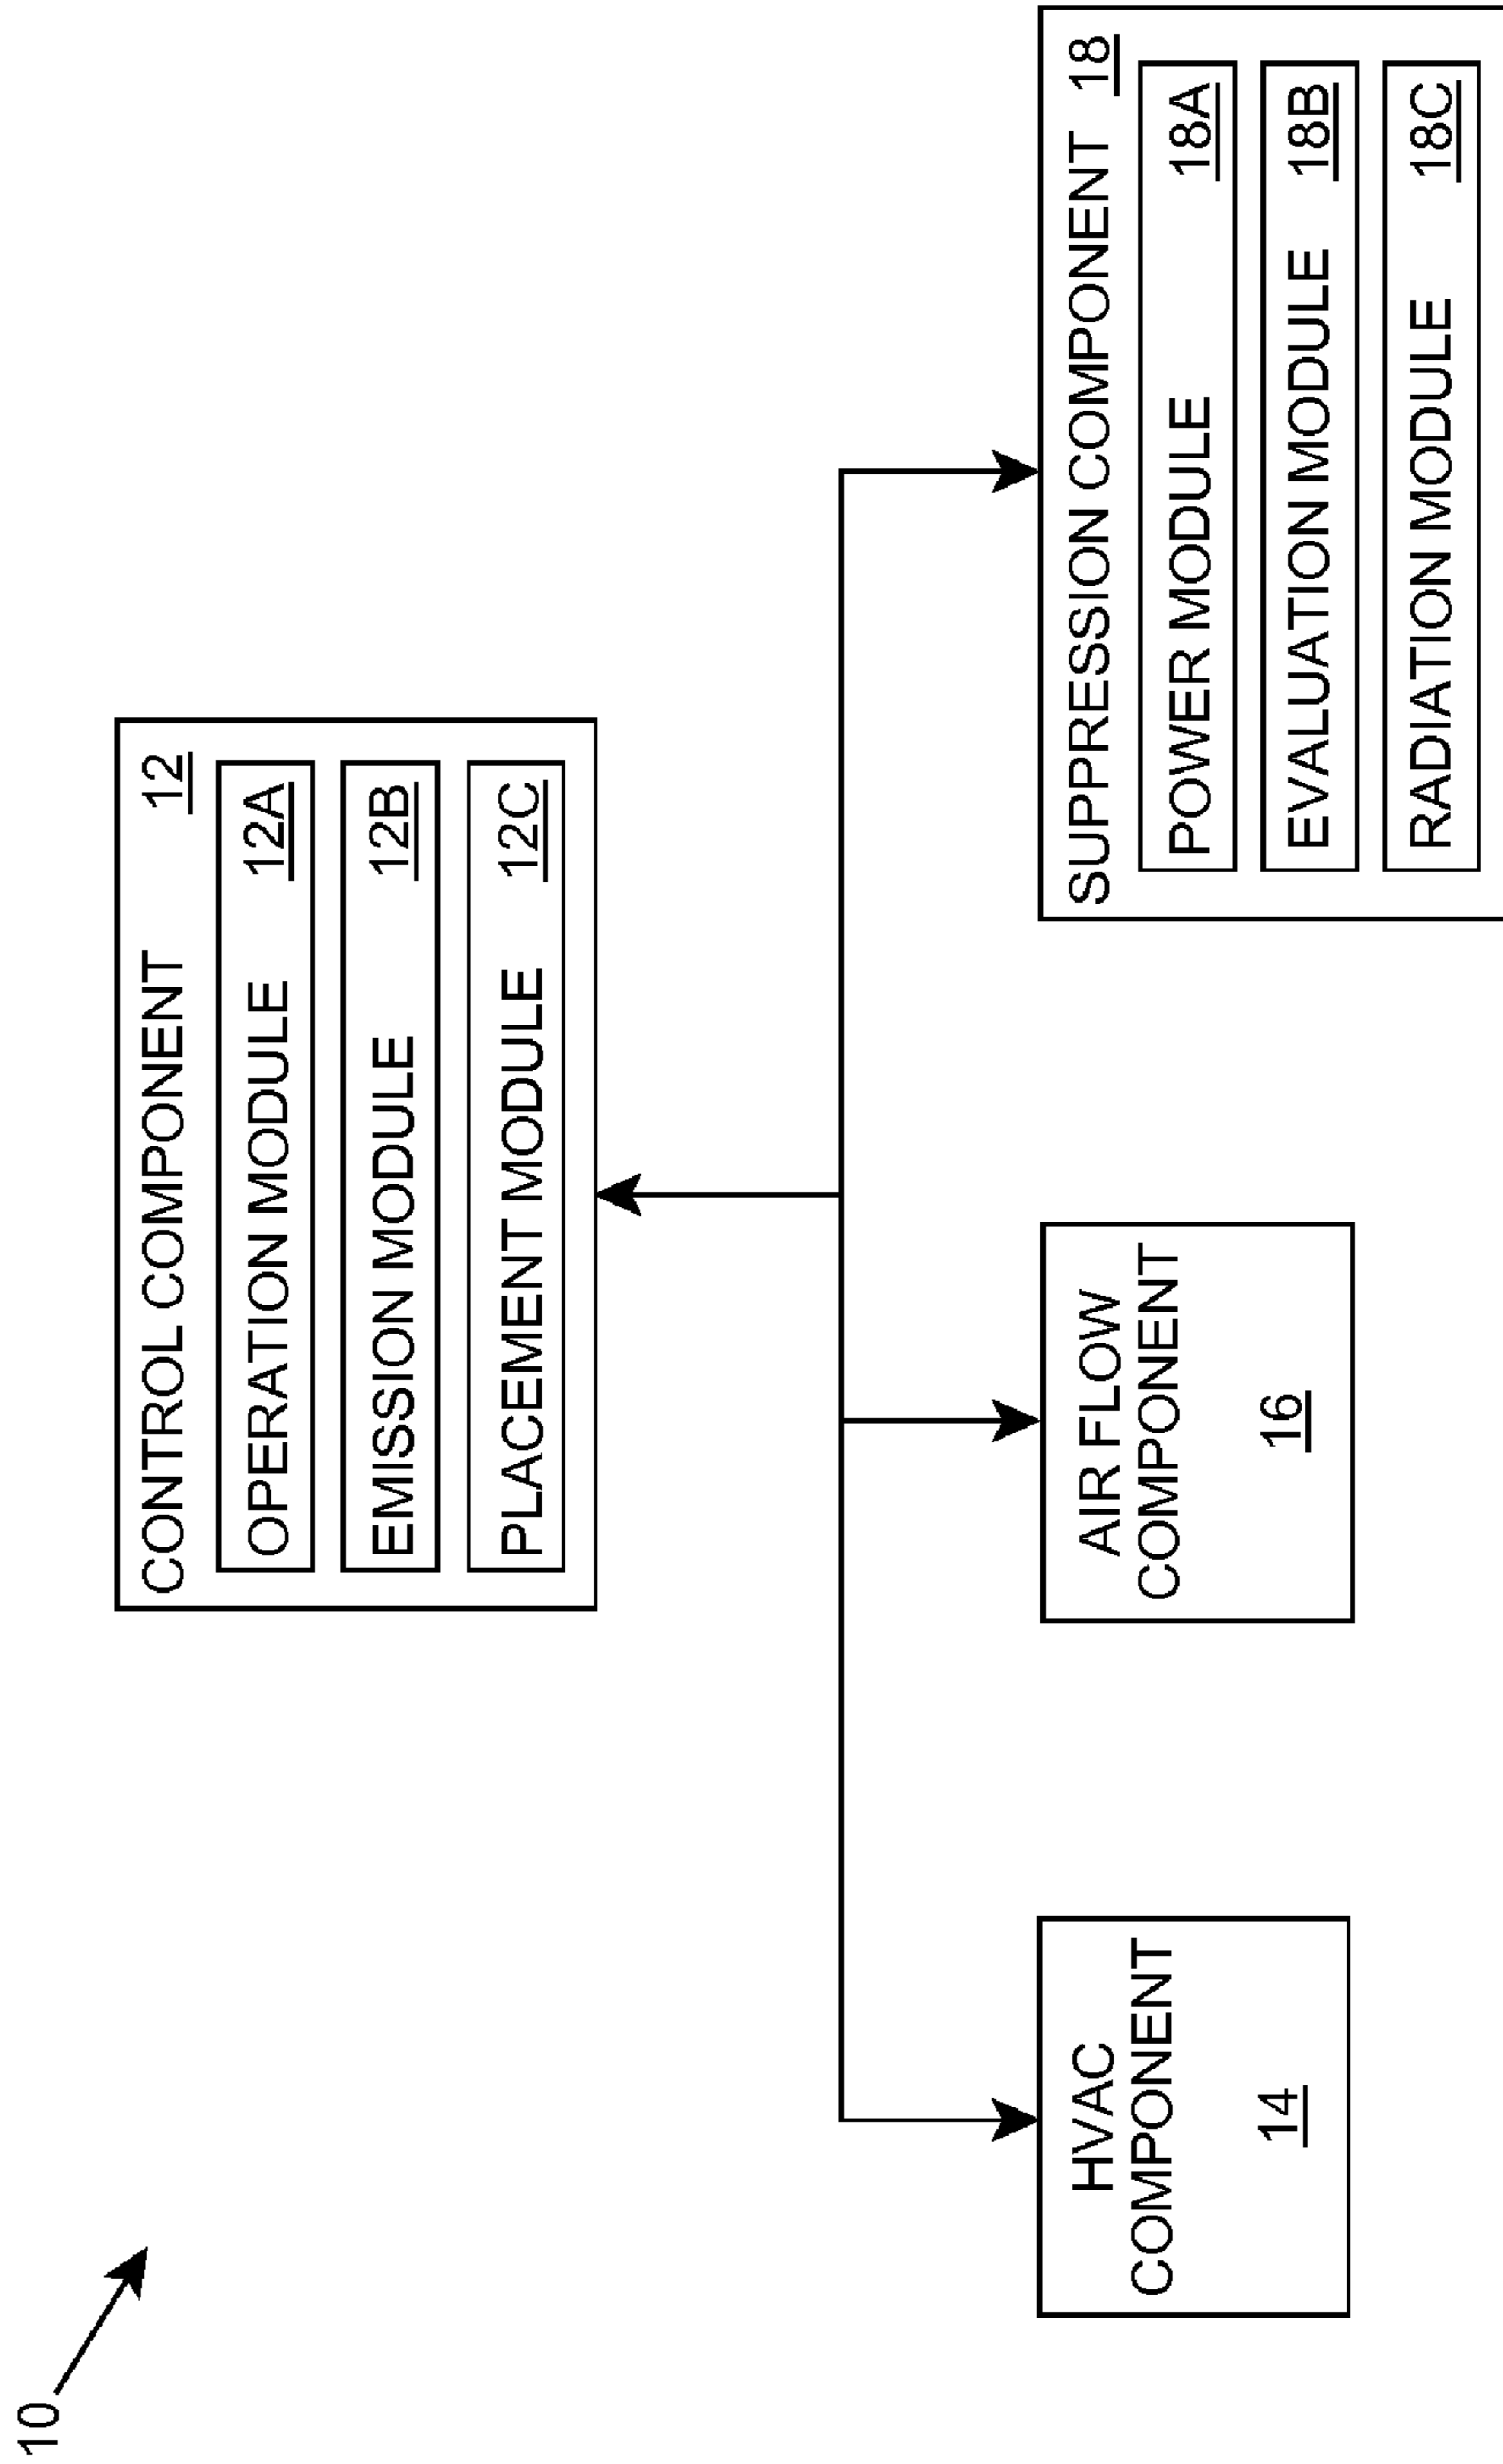 10
CONTROL COMPONENT 12
OPERATION MODULE 12A
EMISSION MODULE 12B
PLACEMENT MODULE 12C
HVAC
COMPONENT
14
AIR FLOW
COMPONENT
16
SUPPRESSION COMPONENT 18
POWER MODULE 18A
EVALUATION MODULE 18B
RADIATION MODULE 18C